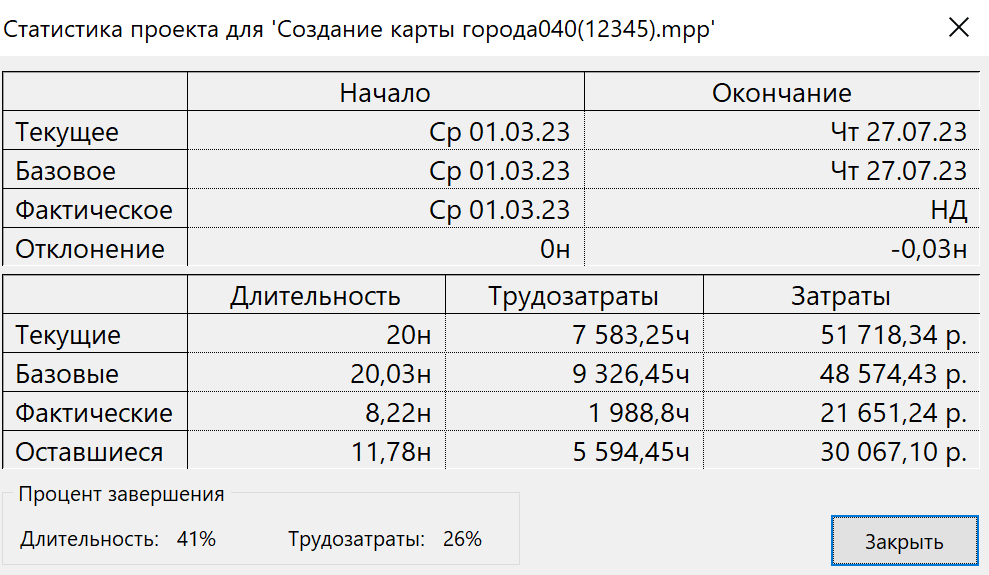 Статистика проекта для 'Создание карты города040(12345).mpp'
Начало Окончание
Текущее Ср 01.03.23 Чт 27.07.23
Базовое Ср 01.03.23 Чт 27.07.23
Фактическое Ср 01.03.23 НД
Отклонение 0н -0,03н
Длительность Трудозатраты Затраты
Текущие 20н 7 583,25ч 51 718,34 р.
Базовые 20,03н 9 326,45ч 48 574,43 р.
Фактические 8,22н 1 988,8ч 21 651,24 р.
Оставшиеся 11,78н 5 594,45ч 30 067,10 р.
Процент завершения
Длительность: 41% Трудозатраты: 26%
Закрыть